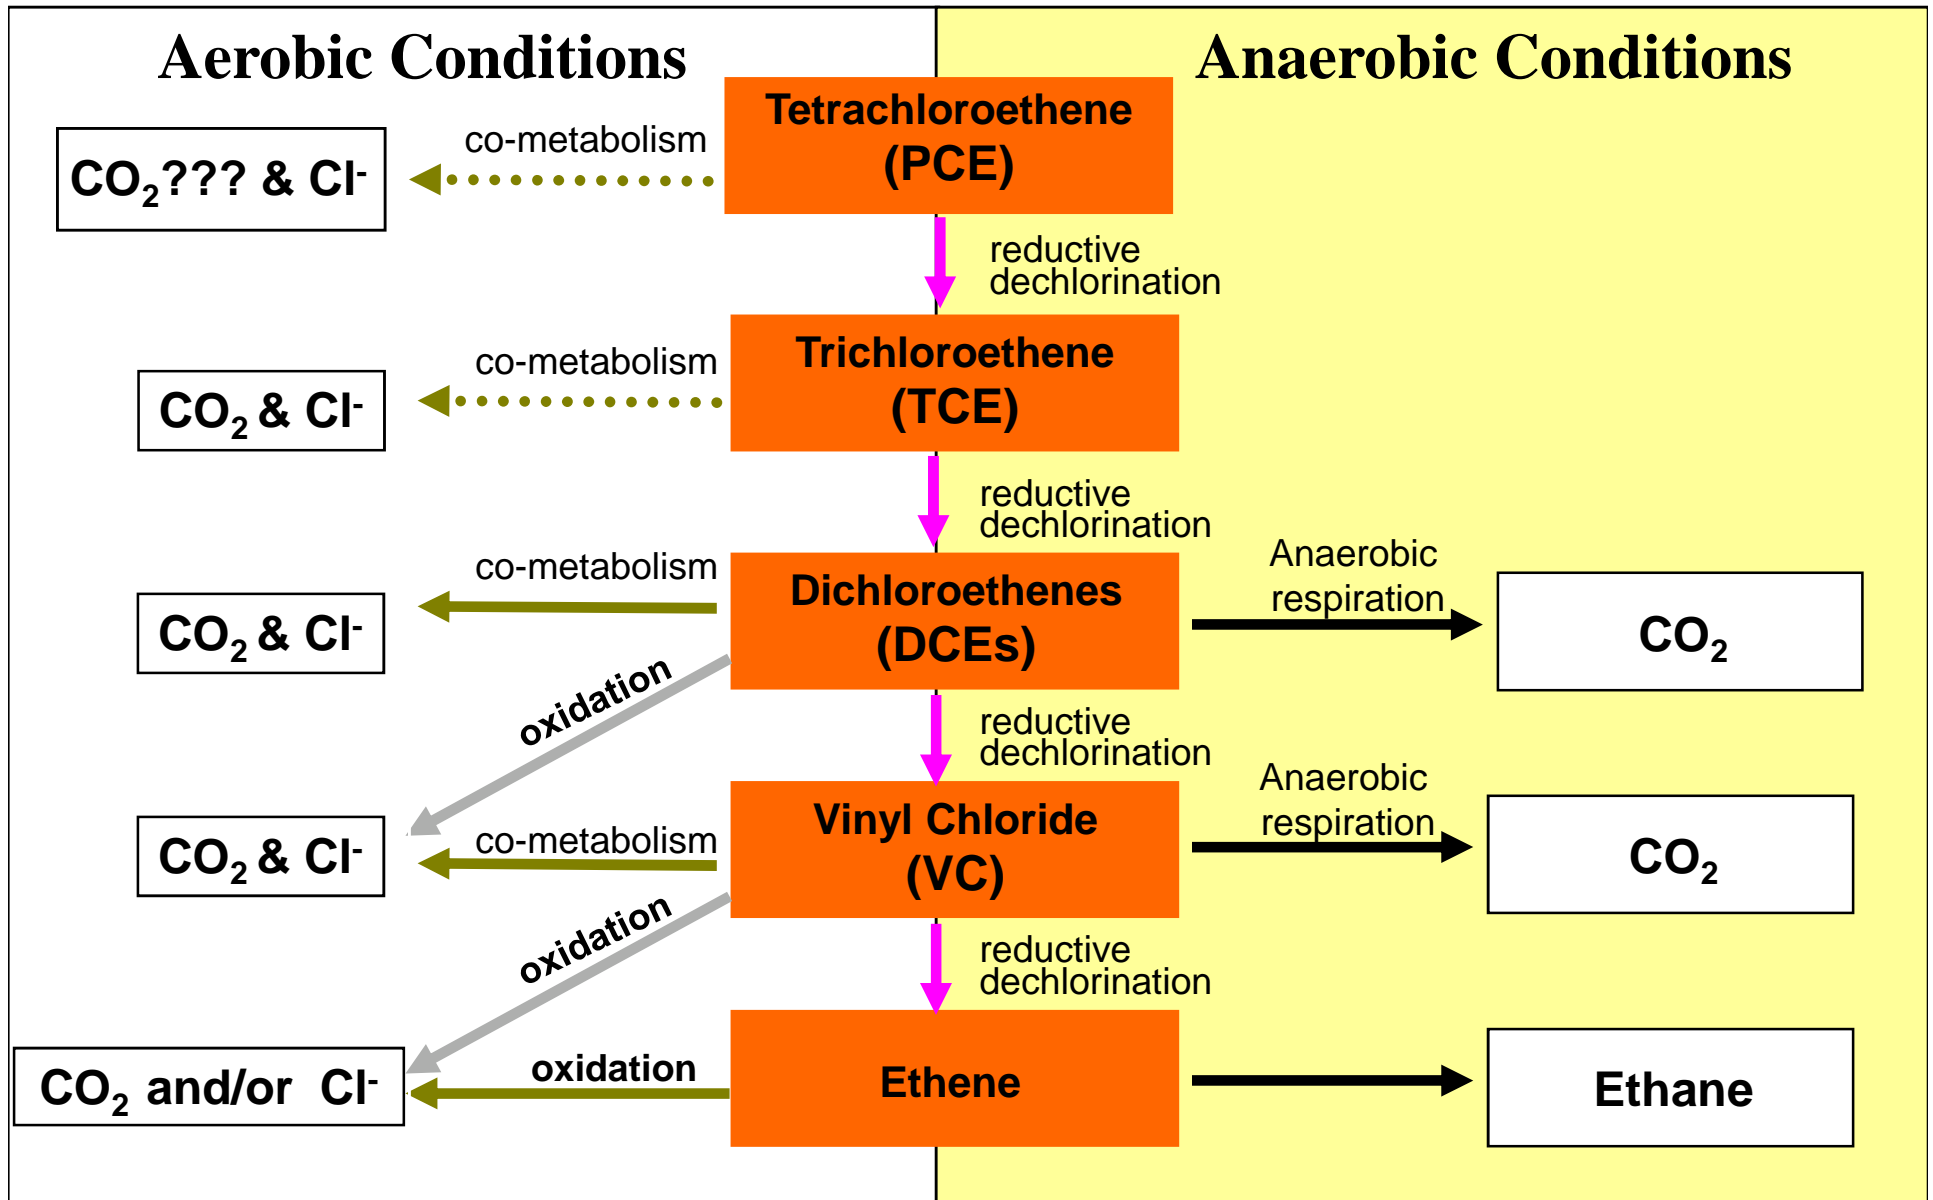 Aerobic Conditions
Anaerobic Conditions
Tetrachloroethene
(PCE)
co-metabolism
CO₂??? & Cl⁻
reductive
dechlorination
Trichloroethene
(TCE)
co-metabolism
CO₂ & Cl⁻
reductive
dechlorination
Dichloroethenes
(DCEs)
co-metabolism
CO₂ & Cl⁻
Anaerobic
respiration
CO₂
oxidation
reductive
dechlorination
Vinyl Chloride
(VC)
co-metabolism
CO₂ & Cl⁻
Anaerobic
respiration
CO₂
oxidation
reductive
dechlorination
Ethene
oxidation
CO₂ and/or Cl⁻
Ethane